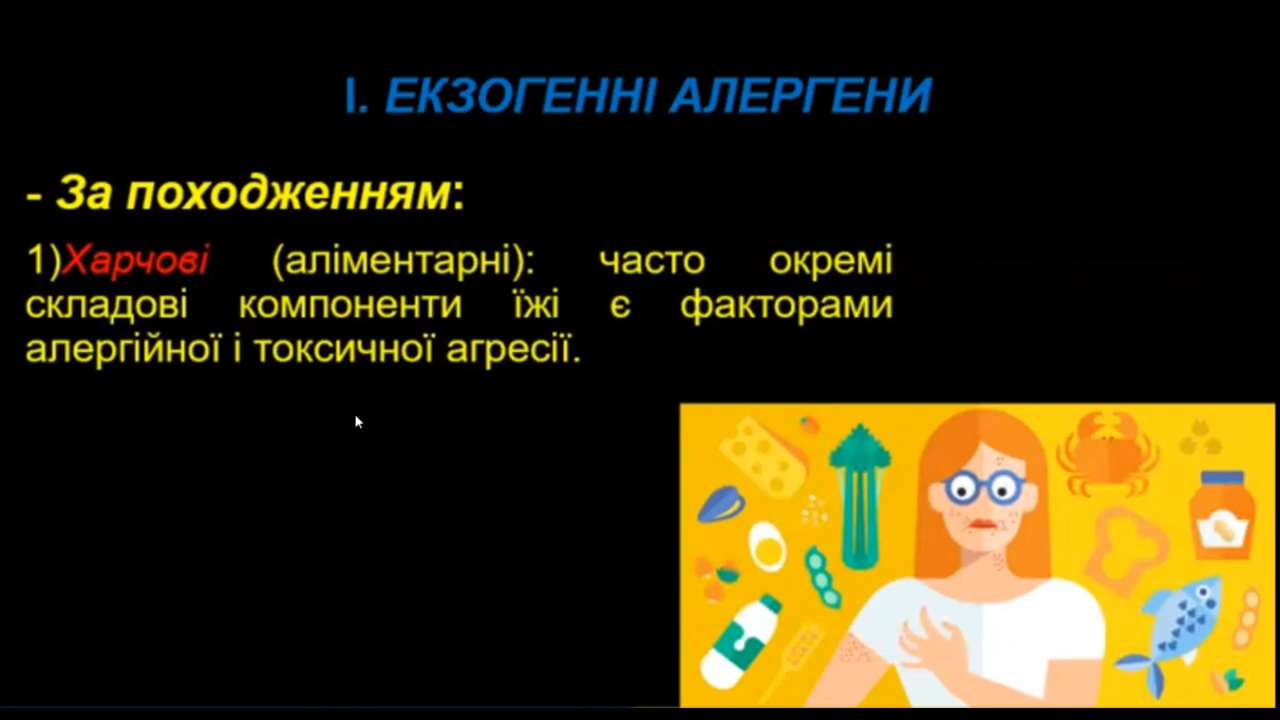 І. ЕКЗОГЕННІ АЛЕРГЕНИ
- За походженням:
1)Харчові (аліментарні): часто окремі
складові компоненти їжі є факторами
алергійної і токсичної агресії.